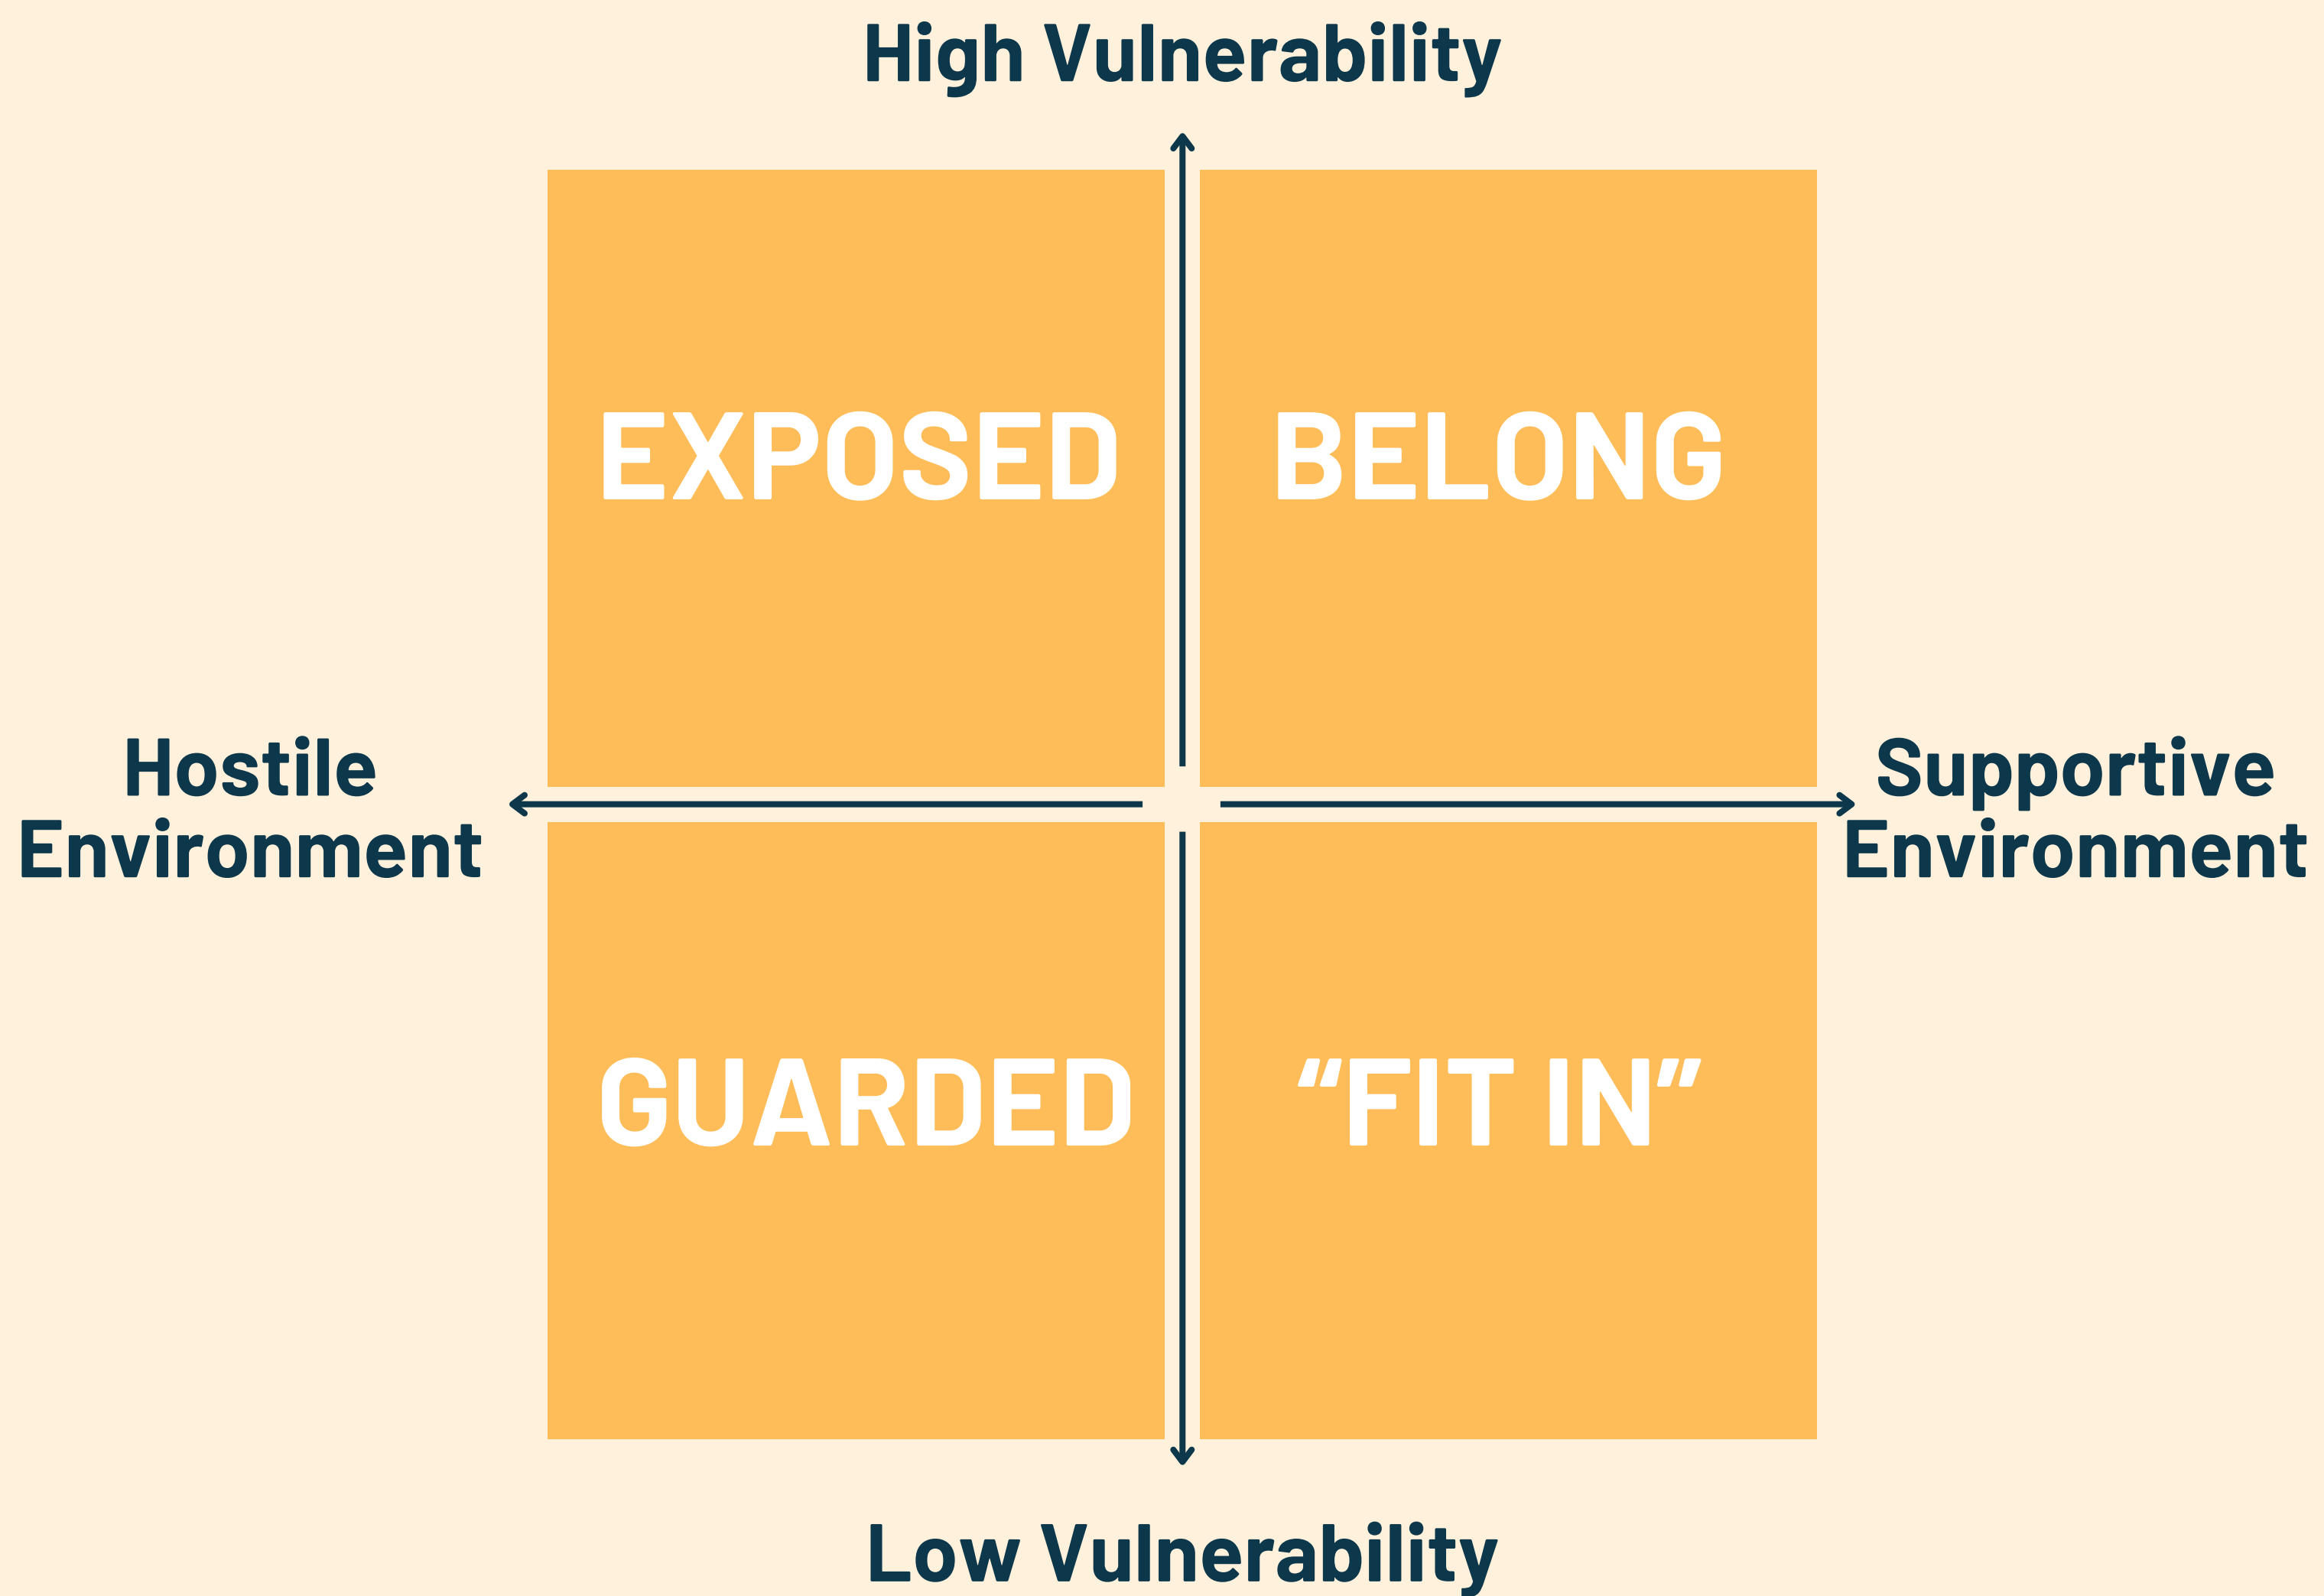 High Vulnerability
EXPOSED
BELONG
Hostile
Environment
Supportive
Environment
GUARDED
“FIT IN”
Low Vulnerability